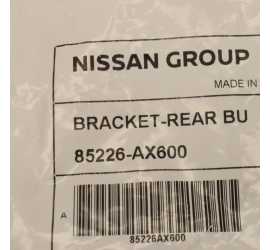 NISSAN GROUP
MADE IN
BRACKET-REAR BU
85226-AX600
A
85226AX600